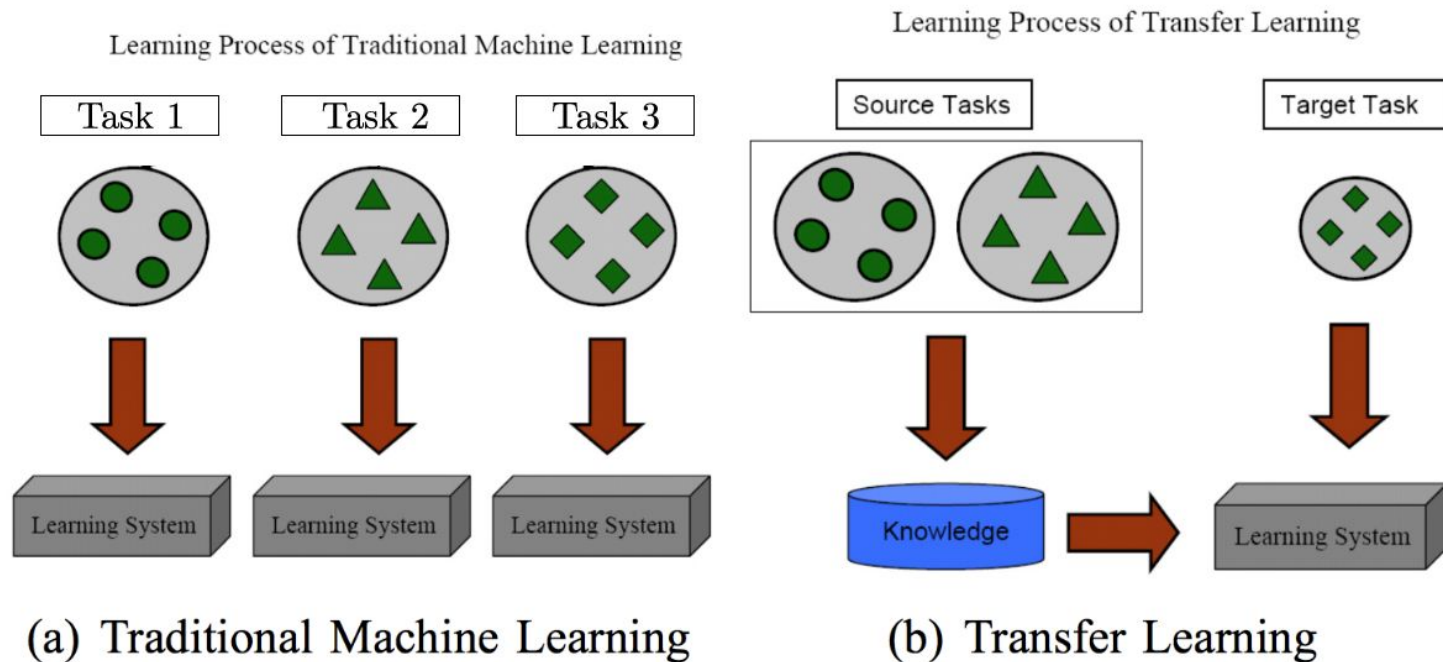 Learning Process of Traditional Machine Learning
Task 1
Task 2
Task 3
Learning System
Learning System
Learning System
(a) Traditional Machine Learning
Learning Process of Transfer Learning
Source Tasks
Target Task
Knowledge
Learning System
(b) Transfer Learning